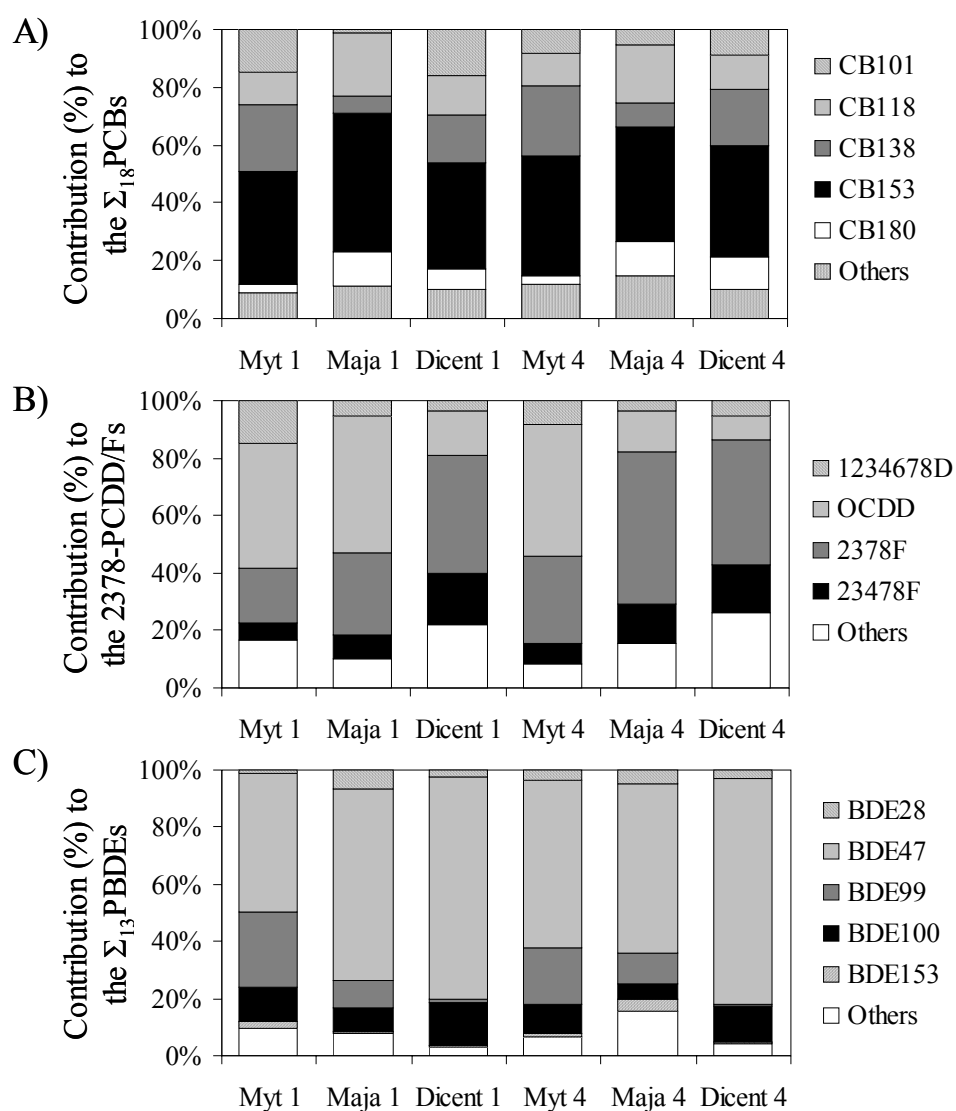 A)
Contribution (%) to
the Σ18PCBs
100%
80%
60%
40%
20%
0%
Myt 1 Maja 1 Dicent 1 Myt 4 Maja 4 Dicent 4
CB101
CB118
CB138
CB153
CB180
Others
B)
Contribution (%) to
the 2378-PCDD/Fs
100%
80%
60%
40%
20%
0%
Myt 1 Maja 1 Dicent 1 Myt 4 Maja 4 Dicent 4
1234678D
OCDD
2378F
23478F
Others
C)
Contribution (%) to
the Σ13PBDEs
100%
80%
60%
40%
20%
0%
Myt 1 Maja 1 Dicent 1 Myt 4 Maja 4 Dicent 4
BDE28
BDE47
BDE99
BDE100
BDE153
Others